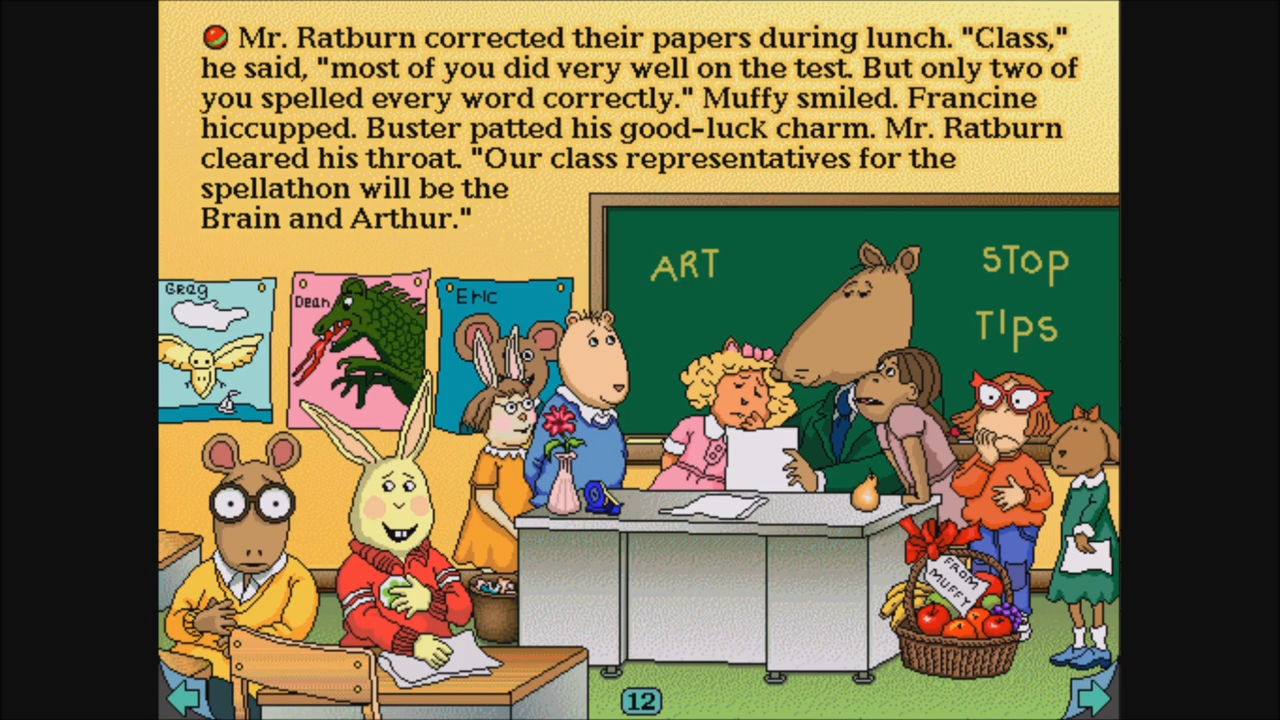 Mr. Ratburn corrected their papers during lunch. "Class,"
he said, "most of you did very well on the test. But only two of
you spelled every word correctly." Muffy smiled. Francine
hiccupped. Buster patted his good-luck charm. Mr. Ratburn
cleared his throat. "Our class representatives for the
spellathon will be the
Brain and Arthur."
ART
STOP
TIPS
Greg
Dean
Eric
FROM
MUFFY
12